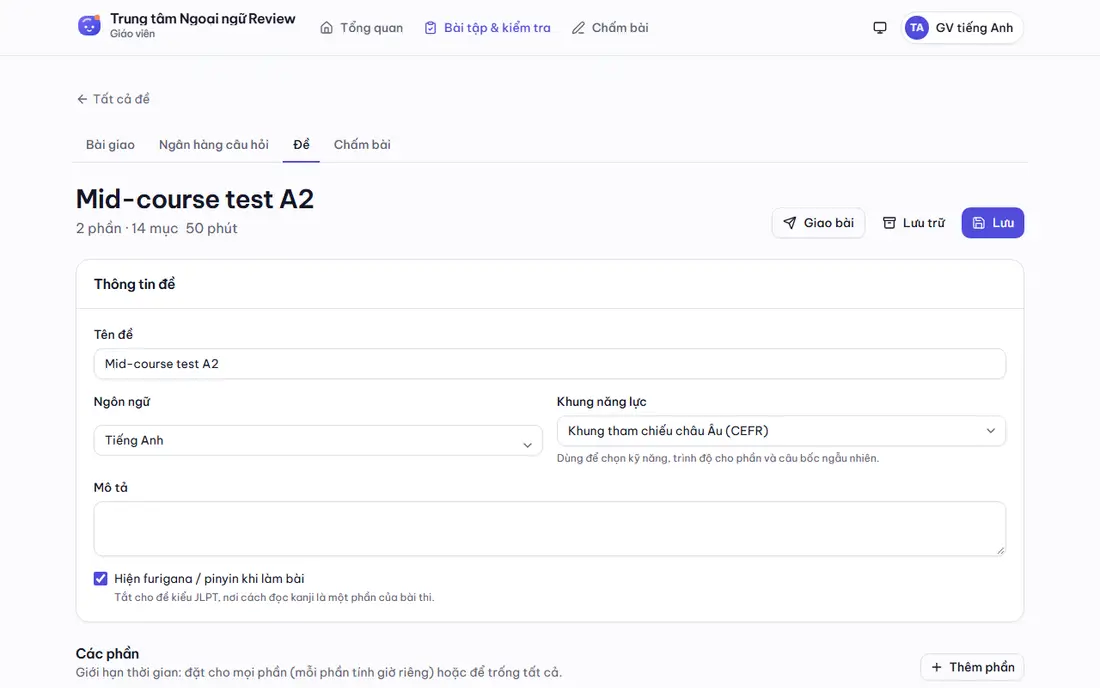 Trung tâm Ngoại ngữ Review
Giáo viên
Tổng quan
Bài tập & kiểm tra
Chấm bài
TA
GV tiếng Anh
← Tất cả đề
Bài giao
Ngân hàng câu hỏi
Đề
Chấm bài
Mid-course test A2
2 phần · 14 mục 50 phút
Giao bài
Lưu trữ
Lưu
Thông tin đề
Tên đề
Mid-course test A2
Ngôn ngữ
Tiếng Anh
Khung năng lực
Khung tham chiếu châu Âu (CEFR)
Dùng để chọn kỹ năng, trình độ cho phần và câu bốc ngẫu nhiên.
Mô tả
Hiện furigana / pinyin khi làm bài
Tắt cho đề kiểu JLPT, nơi cách đọc kanji là một phần của bài thi.
Các phần
Giới hạn thời gian: đặt cho mọi phần (mỗi phần tính giờ riêng) hoặc để trống tất cả.
+ Thêm phần